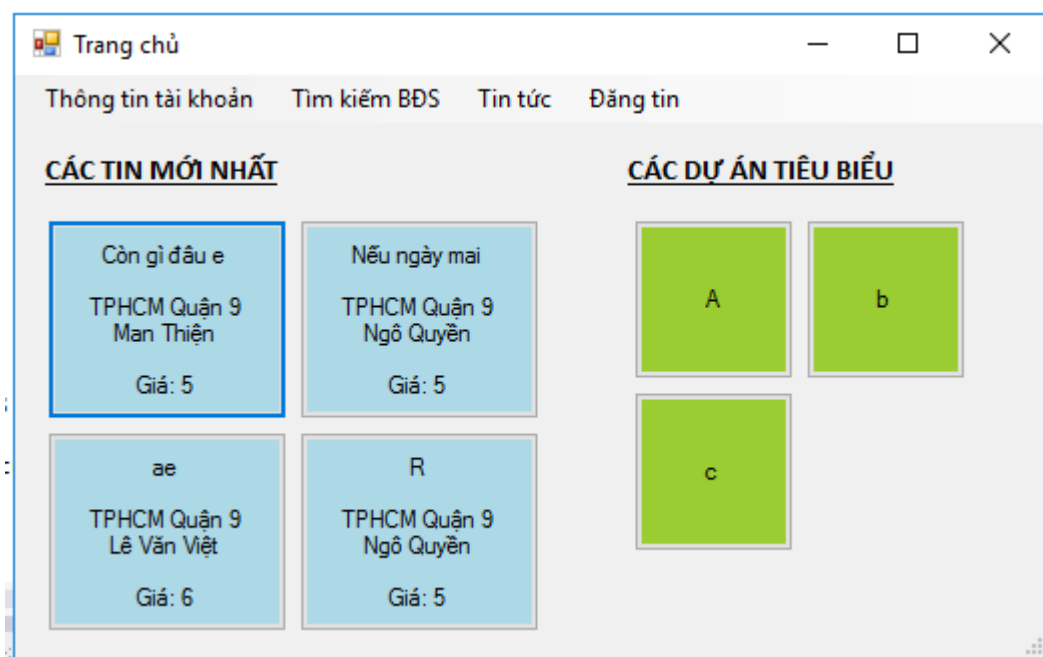 Trang chủ
Thông tin tài khoản Tìm kiếm BĐS Tin tức Đăng tin
CÁC TIN MỚI NHẤT
Còn gì đâu e
TPHCM Quận 9
Man Thiện
Giá: 5
Nếu ngày mai
TPHCM Quận 9
Ngô Quyền
Giá: 5
ae
TPHCM Quận 9
Lê Văn Việt
Giá: 6
R
TPHCM Quận 9
Ngô Quyền
Giá: 5
CÁC DỰ ÁN TIÊU BIỂU
A
b
c